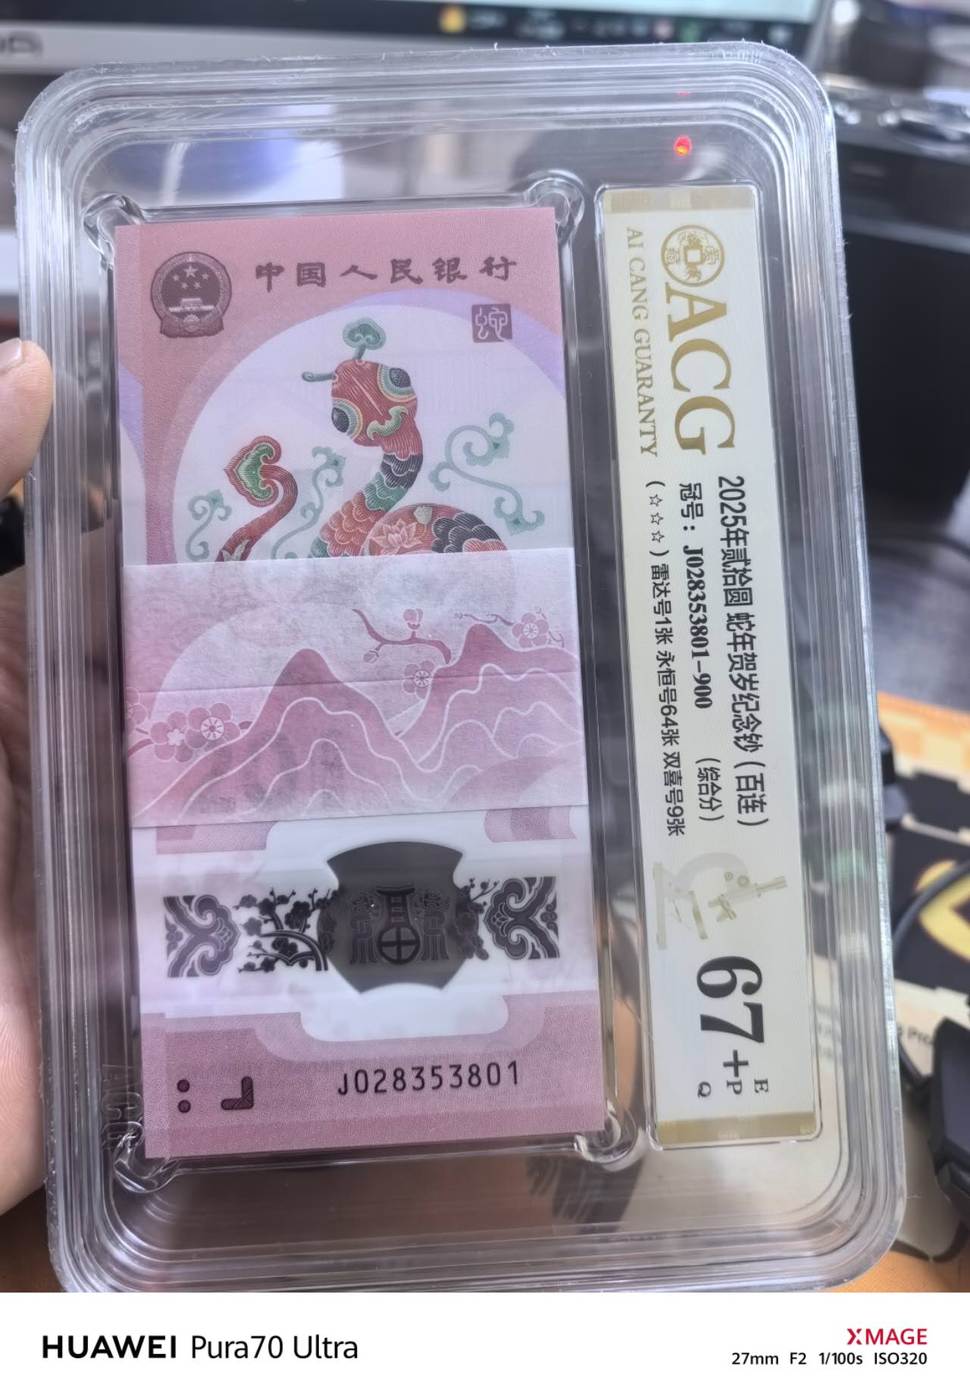 中国人民银行
蛇
J028353801
ACG
AI CANG GUARANTY
2025年贰拾圆 蛇年贺岁纪念钞（百连）
冠号：J028353801-900 （综合分）
（☆☆☆）雷达号1张 永恒号64张 双喜号9张
67+
E
P
Q
HUAWEI Pura70 Ultra
XMAGE
27mm F2 1/100s ISO320